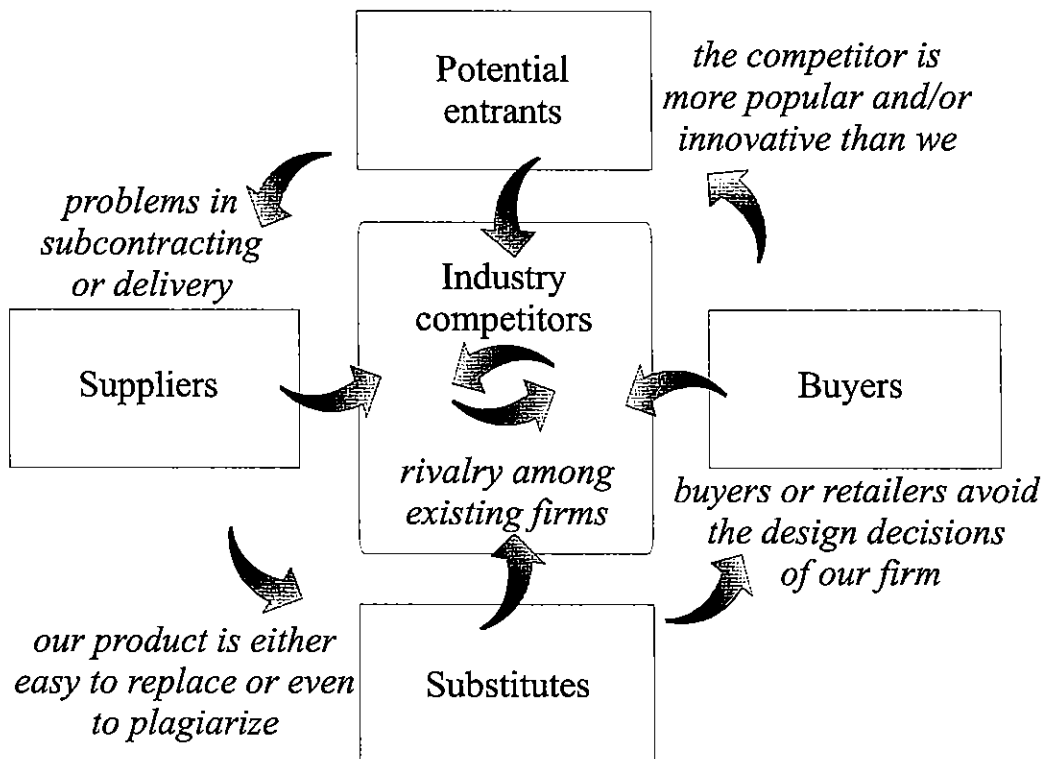 Potential
entrants
the competitor is
more popular and/or
innovative than we
problems in
subcontracting
or delivery
Industry
competitors
Suppliers
Buyers
rivalry among
existing firms
buyers or retailers avoid
the design decisions
of our firm
our product is either
easy to replace or even
to plagiarize
Substitutes